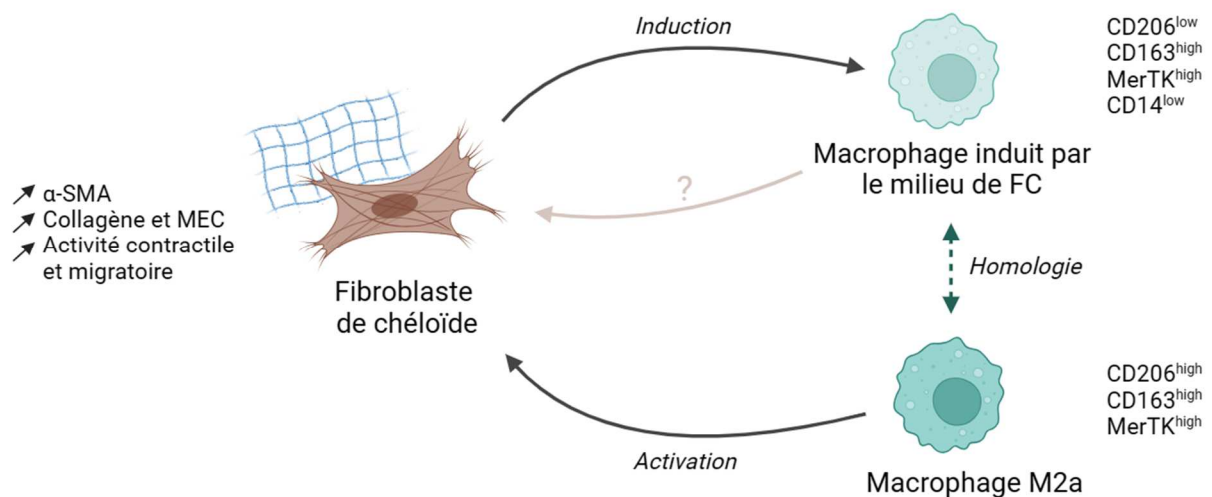 Induction
CD206low
CD163high
MerTKhigh
CD14low
Macrophage induit par
le milieu de FC
?
↗ α-SMA
↗ Collagène et MEC
↗ Activité contractile
et migratoire
Fibroblaste
de chéloïde
Homologie
CD206high
CD163high
MerTKhigh
Activation
Macrophage M2a